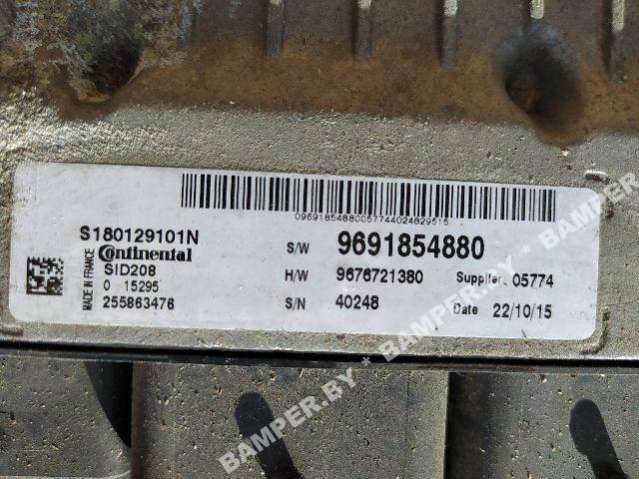 0969185488005774402482951​5
S180129101N
Continental
SID208
0 15295
255863476
MADE IN FRANCE
S/W 9691854880
H/W 9676721380 Supplier. 05774
S/N 40248 Date 22/10/15
BAMPER.BY * BAMPER.BY
BAMPER.BY